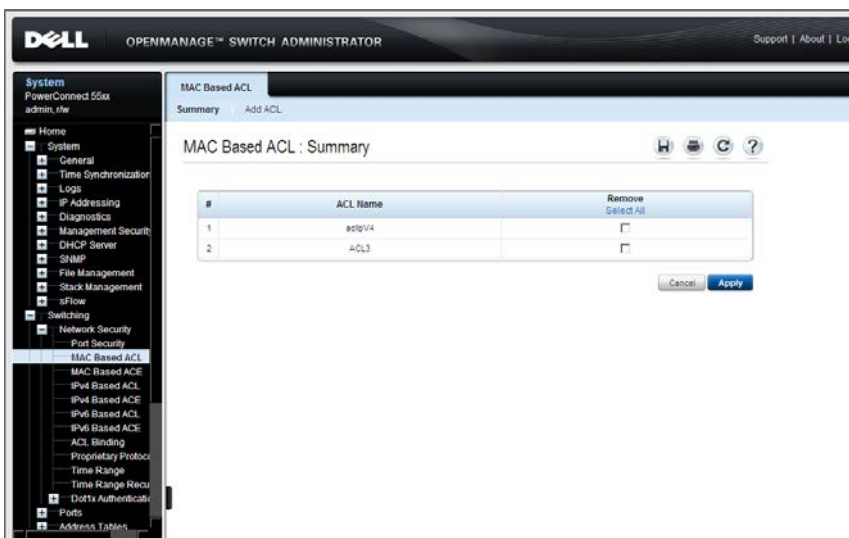 DELL OPENMANAGE™ SWITCH ADMINISTRATOR
Support | About | Lo
System
PowerConnect 55xx
admin, r/w
Home
System
General
Time Synchronization
Logs
IP Addressing
Diagnostics
Management Securit
DHCP Server
SNMP
File Management
Stack Management
sFlow
Switching
Network Security
Port Security
MAC Based ACL
MAC Based ACE
IPv4 Based ACL
IPv4 Based ACE
IPv6 Based ACL
IPv6 Based ACE
ACL Binding
Proprietary Protoco
Time Range
Time Range Recu
Dot1x Authenticatio
Ports
Address Tables
MAC Based ACL
Summary Add ACL
MAC Based ACL : Summary
?
# ACL Name Remove
Select All
1 aclipV4
2 ACL3
Cancel Apply